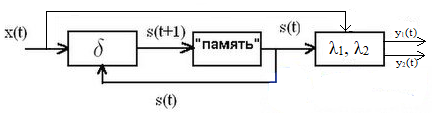 x(t)
δ
s(t+1)
"память"
s(t)
λ1, λ2
y1(t)
y2(t)
s(t)